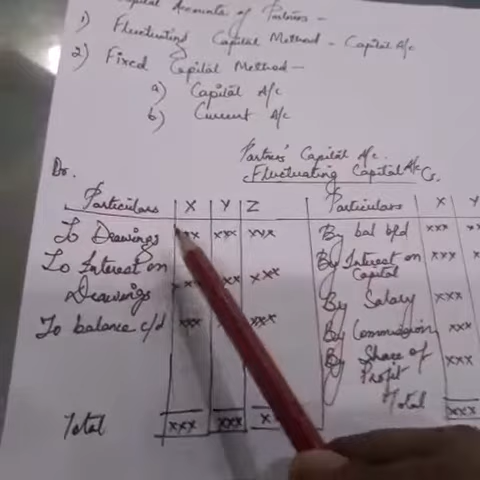 Capital Accounts of Partners -
1) Fluctuating Capital Method - Capital A/c
2) Fixed Capital Method -
a) Capital A/c
b) Current A/c
Partners' Capital A/c.
Fluctuating Capital A/c
Dr. Cr.
Particulars X Y Z Particulars X Y
To Drawings xxx xxx xxx By bal b/d xxx
To Interest on By Interest on xxx
Drawings xxx xxx xxx Capital
By Salary xxx
To balance c/d xxx xxx By Commission xxx
By Share of xxx
Profit
Total xxx xxx x Total xxx